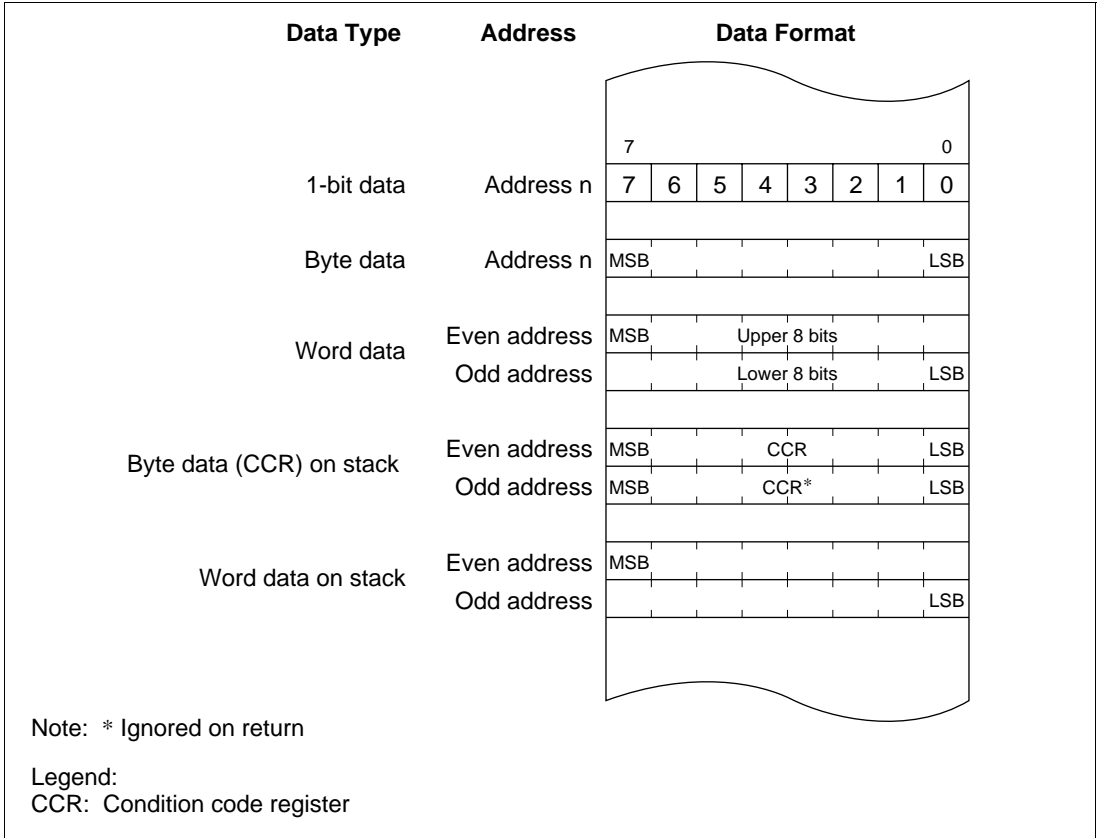 Data Type Address Data Format
7 0
1-bit data Address n 7 6 5 4 3 2 1 0
Byte data Address n MSB LSB
Word data
Even address MSB Upper 8 bits
Odd address Lower 8 bits LSB
Byte data (CCR) on stack
Even address MSB CCR LSB
Odd address MSB CCR* LSB
Word data on stack
Even address MSB
Odd address LSB
Note: * Ignored on return
Legend:
CCR: Condition code register